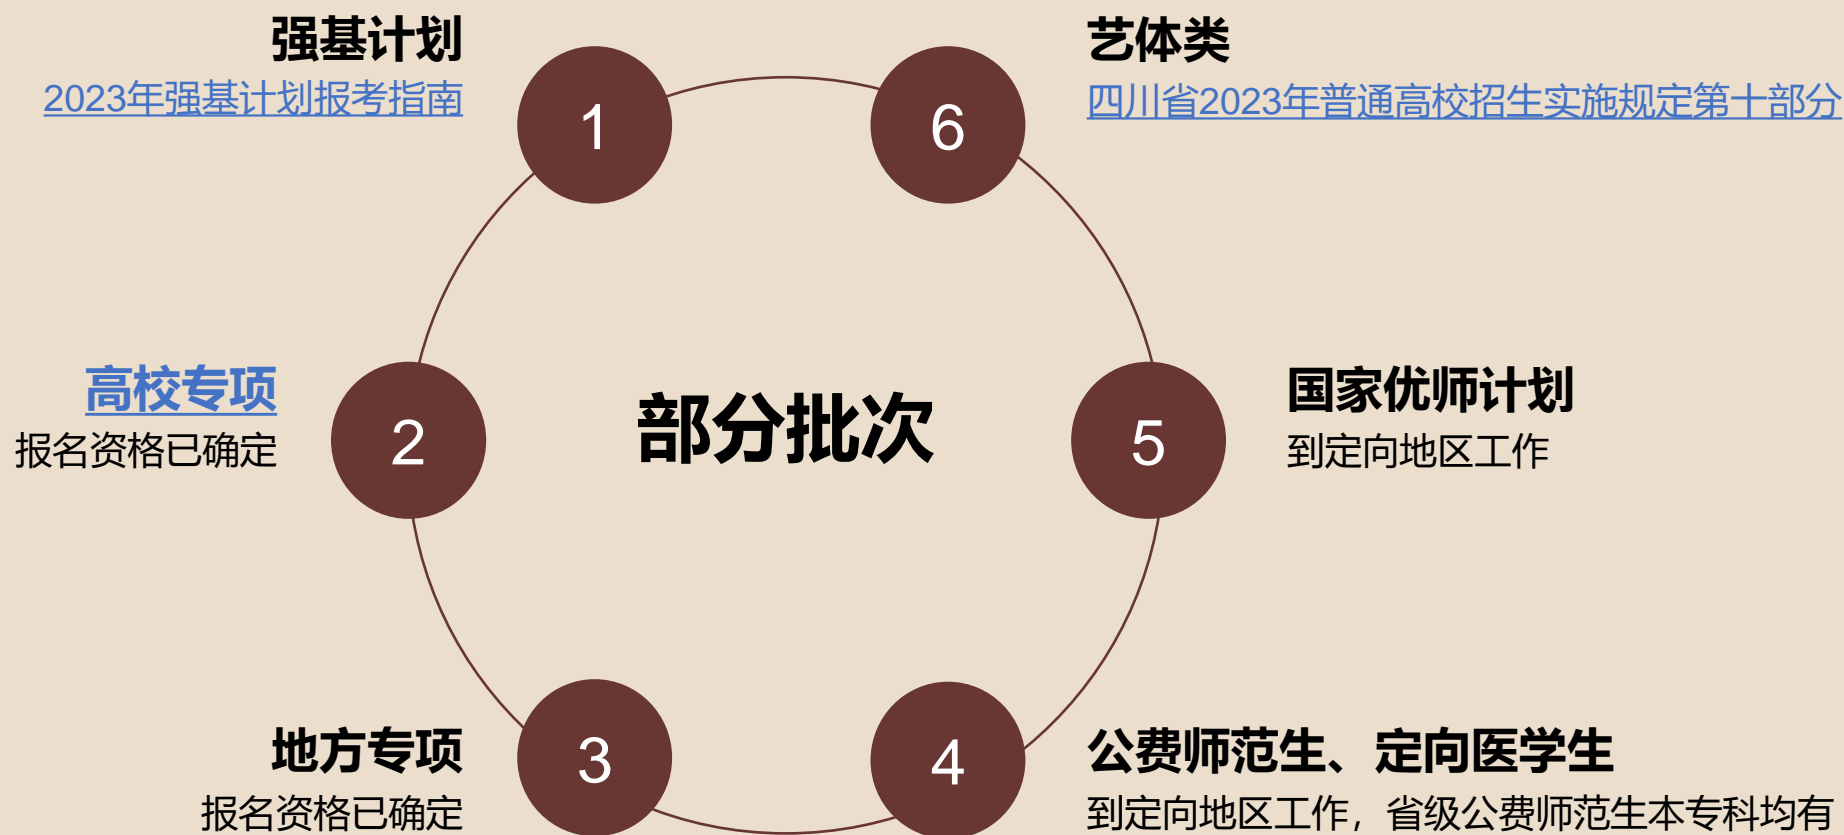 强基计划
2023年强基计划报考指南
1
6
艺体类
四川省2023年普通高校招生实施规定第十部分
高校专项
报名资格已确定
2
部分批次
5
国家优师计划
到定向地区工作
地方专项
报名资格已确定
3
4
公费师范生、定向医学生
到定向地区工作，省级公费师范生本专科均有